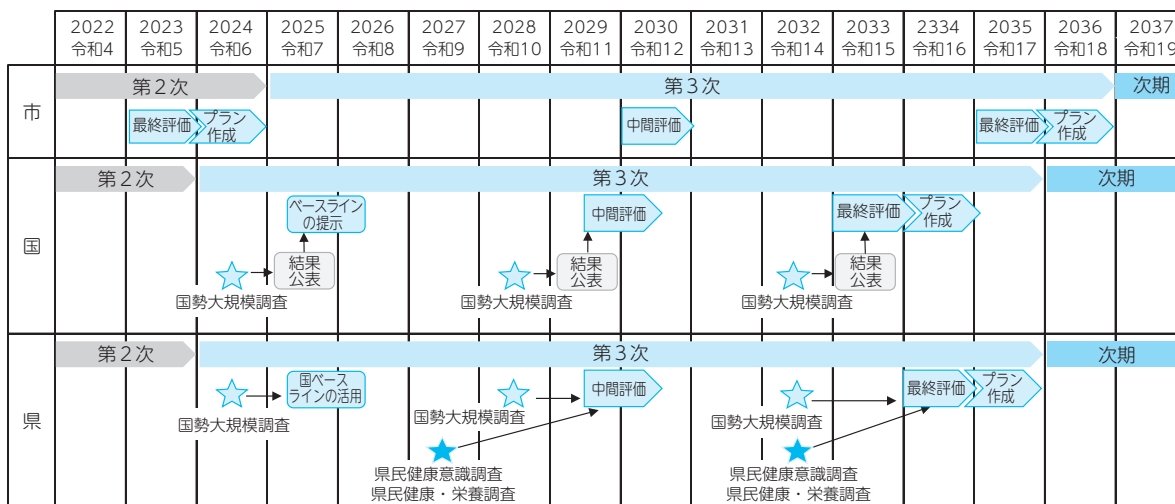 2022 2023 2024 2025 2026 2027 2028 2029 2030 2031 2032 2033 2334 2035 2036 2037
令和4 令和5 令和6 令和7 令和8 令和9 令和10 令和11 令和12 令和13 令和14 令和15 令和16 令和17 令和18 令和19
市
第2次
第3次
次期
最終評価
プラン
作成
中間評価
最終評価
プラン
作成
国
第2次
第3次
次期
ベースライン
の提示
中間評価
最終評価
プラン
作成
結果
公表
結果
公表
結果
公表
国勢大規模調査
国勢大規模調査
国勢大規模調査
県
第2次
第3次
次期
国ベース
ラインの活用
中間評価
最終評価
プラン
作成
国勢大規模調査
国勢大規模調査
国勢大規模調査
県民健康意識調査
県民健康・栄養調査
県民健康意識調査
県民健康・栄養調査